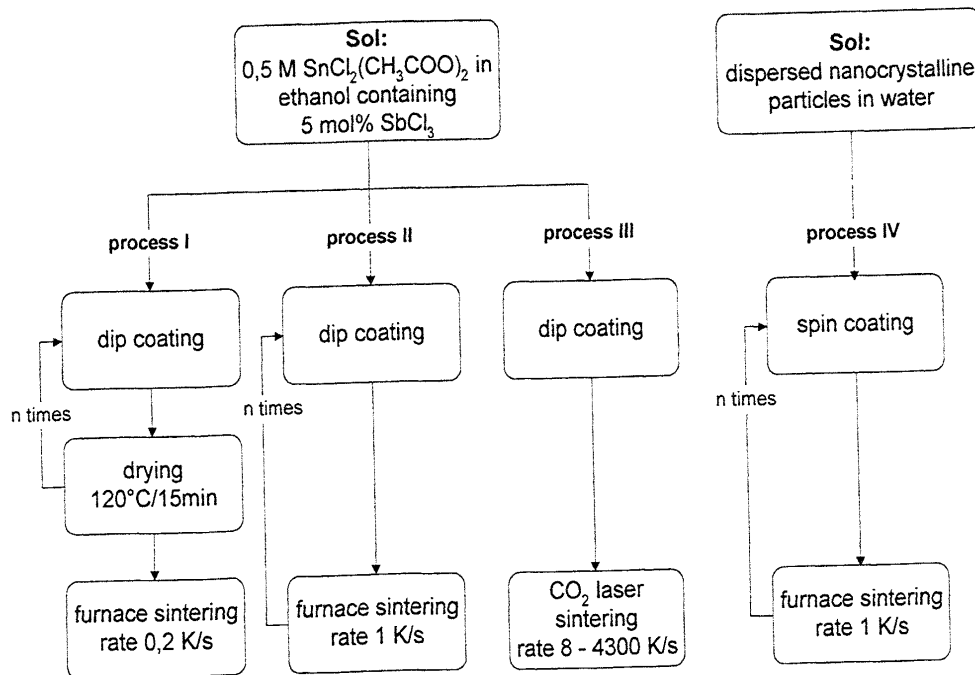 Sol:
0,5 M SnCl₂(CH₃COO)₂ in
ethanol containing
5 mol% SbCl₃
Sol:
dispersed nanocrystalline
particles in water
process I
process II
process III
process IV
dip coating
dip coating
dip coating
spin coating
n times
n times
n times
drying
120°C/15min
furnace sintering
rate 0,2 K/s
furnace sintering
rate 1 K/s
CO₂ laser
sintering
rate 8 - 4300 K/s
furnace sintering
rate 1 K/s